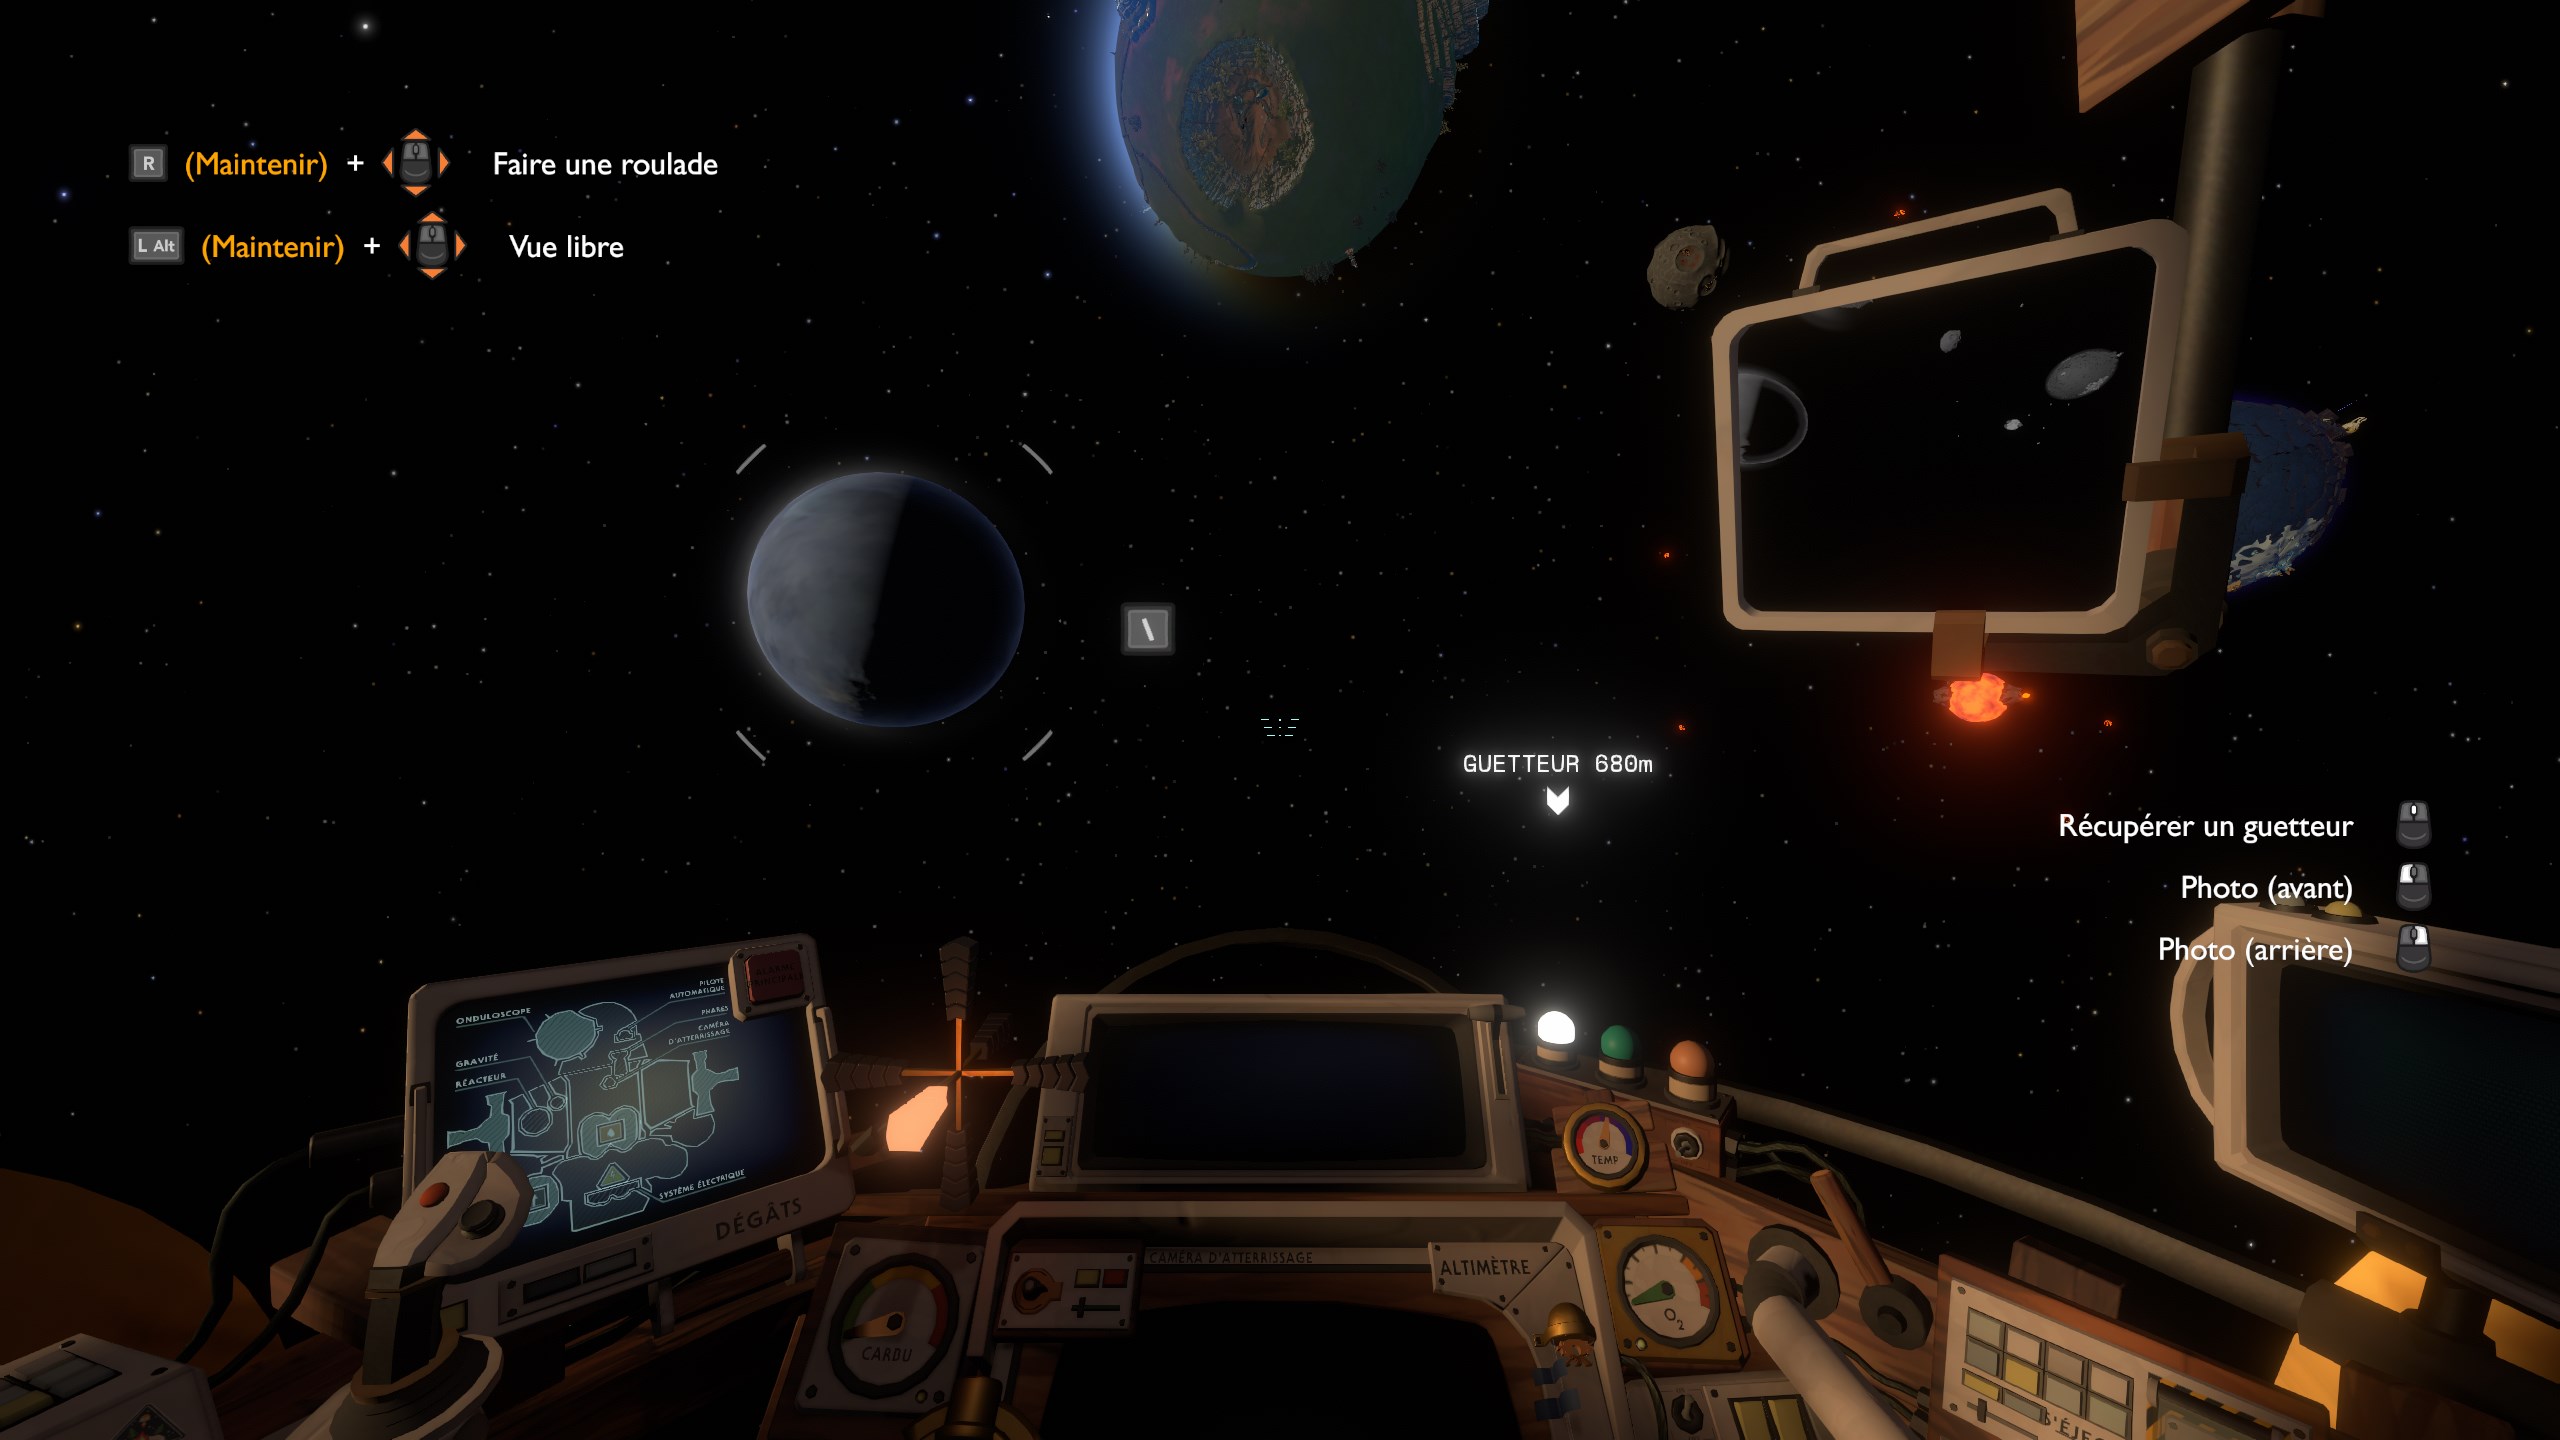 R (Maintenir) + Faire une roulade
L Alt (Maintenir) + Vue libre
\
GUETTEUR 680m
Récupérer un guetteur
Photo (avant)
Photo (arrière)
ONDULOSCOPE
PILOTE
AUTOMATIQUE
PHARES
CAMÉRA
D'ATTERRISSAGE
GRAVITÉ
RÉACTEUR
SYSTÈME ÉLECTRIQUE
DÉGÂTS
TEMP
CAMÉRA D'ATTERRISSAGE
ALTIMÈTRE
CARBU
O2